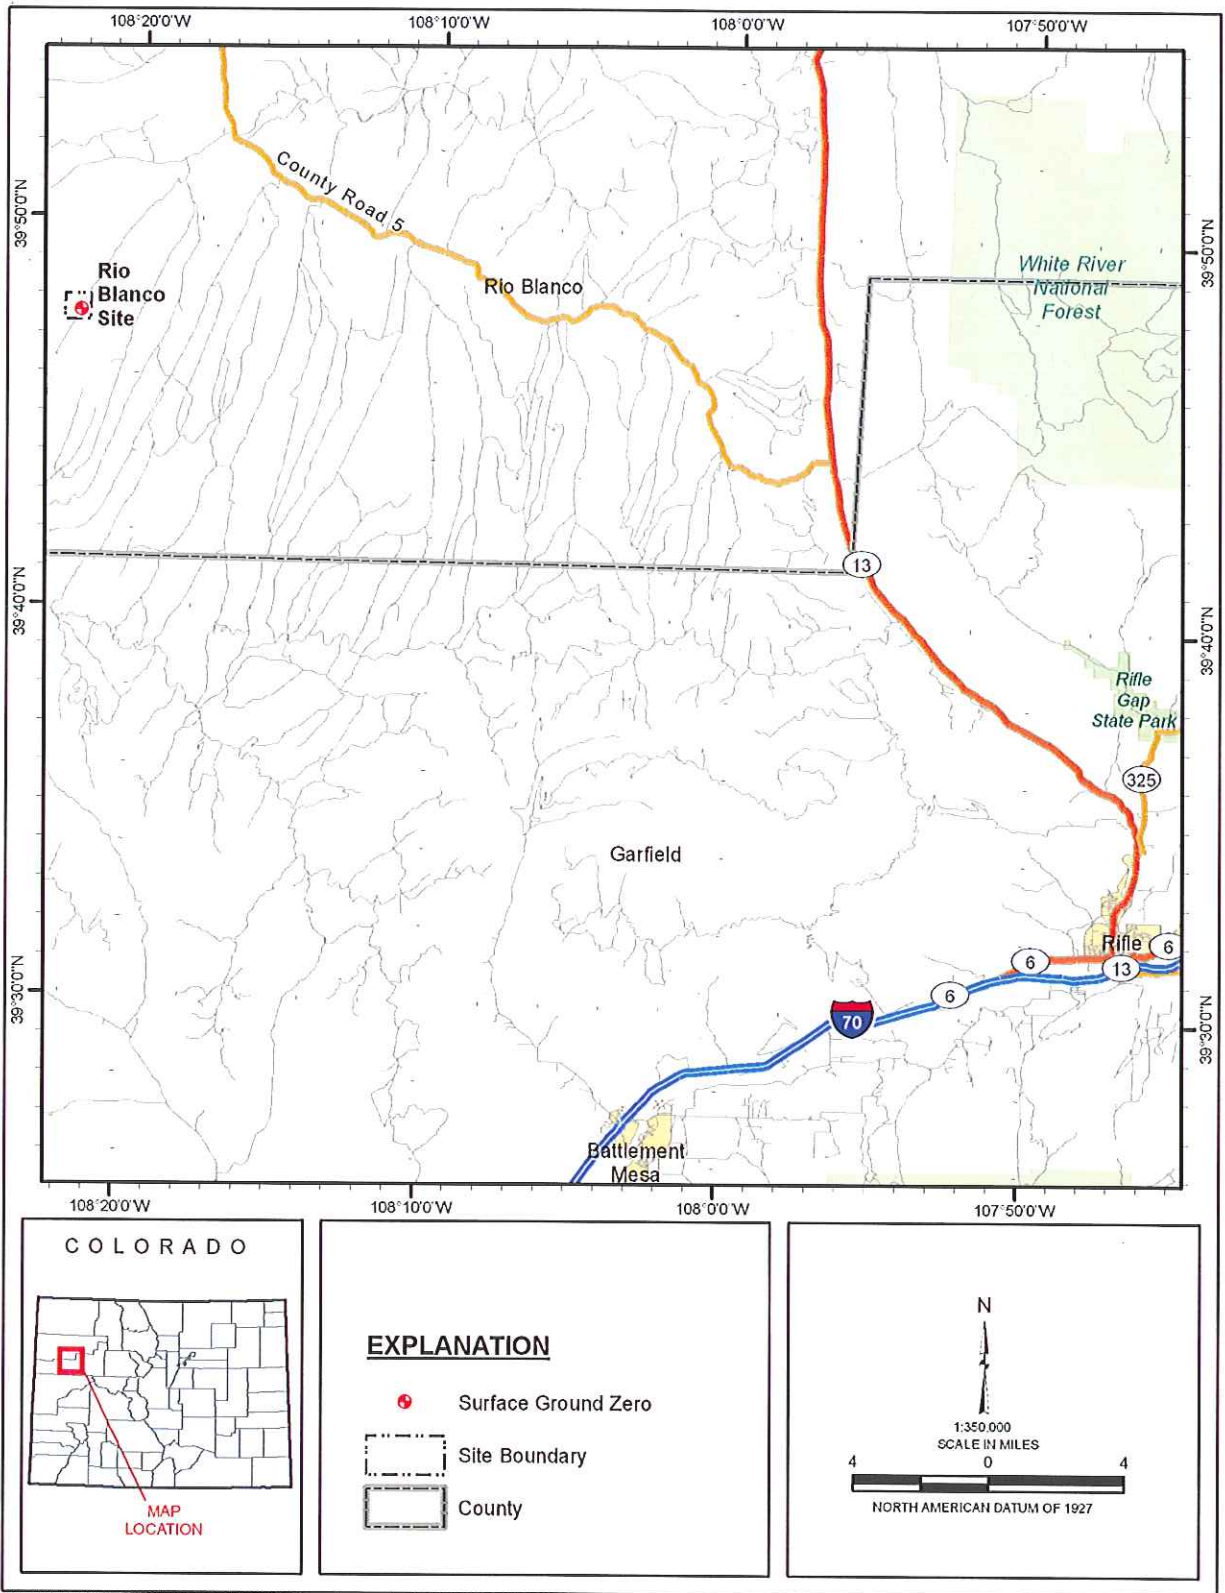 108°20'0"W
108°10'0"W
108°0'0"W
107°50'0"W
39°50'0"N
39°50'0"N
County Road 5
Rio
Blanco
Site
Rio Blanco
White River
National
Forest
13
39°40'0"N
39°40'0"N
Rifle
Gap
State Park
325
Garfield
Rifle
6
6
13
6
70
39°30'0"N
39°30'0"N
Battlement
Mesa
108°20'0"W
108°10'0"W
108°0'0"W
107°50'0"W
COLORADO
MAP
LOCATION
EXPLANATION
Surface Ground Zero
Site Boundary
County
N
1:350,000
SCALE IN MILES
4 0 4
NORTH AMERICAN DATUM OF 1927